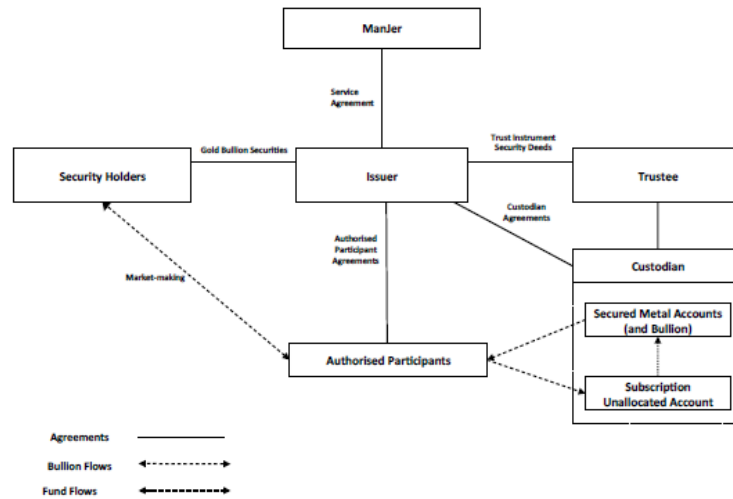 ManJer
Service
Agreement
Trust Instrument
Security Deeds
Gold Bullion Securities
Security Holders
Issuer
Trustee
Custodian
Agreements
Authorised
Participant
Agreements
Custodian
Market-making
Secured Metal Accounts
(and Bullion)
Authorised Participants
Subscription
Unallocated Account
Agreements
Bullion Flows
Fund Flows